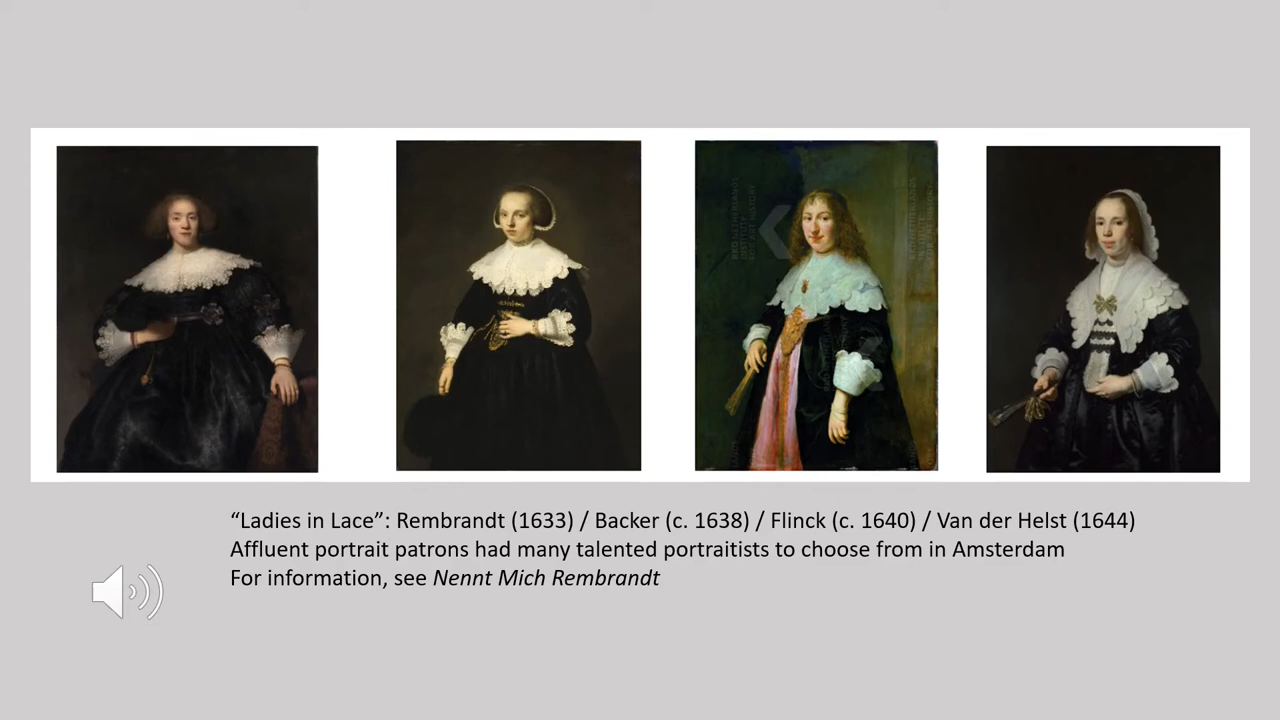 “Ladies in Lace”: Rembrandt (1633) / Backer (c. 1638) / Flinck (c. 1640) / Van der Helst (1644)
Affluent portrait patrons had many talented portraitists to choose from in Amsterdam
For information, see Nennt Mich Rembrandt